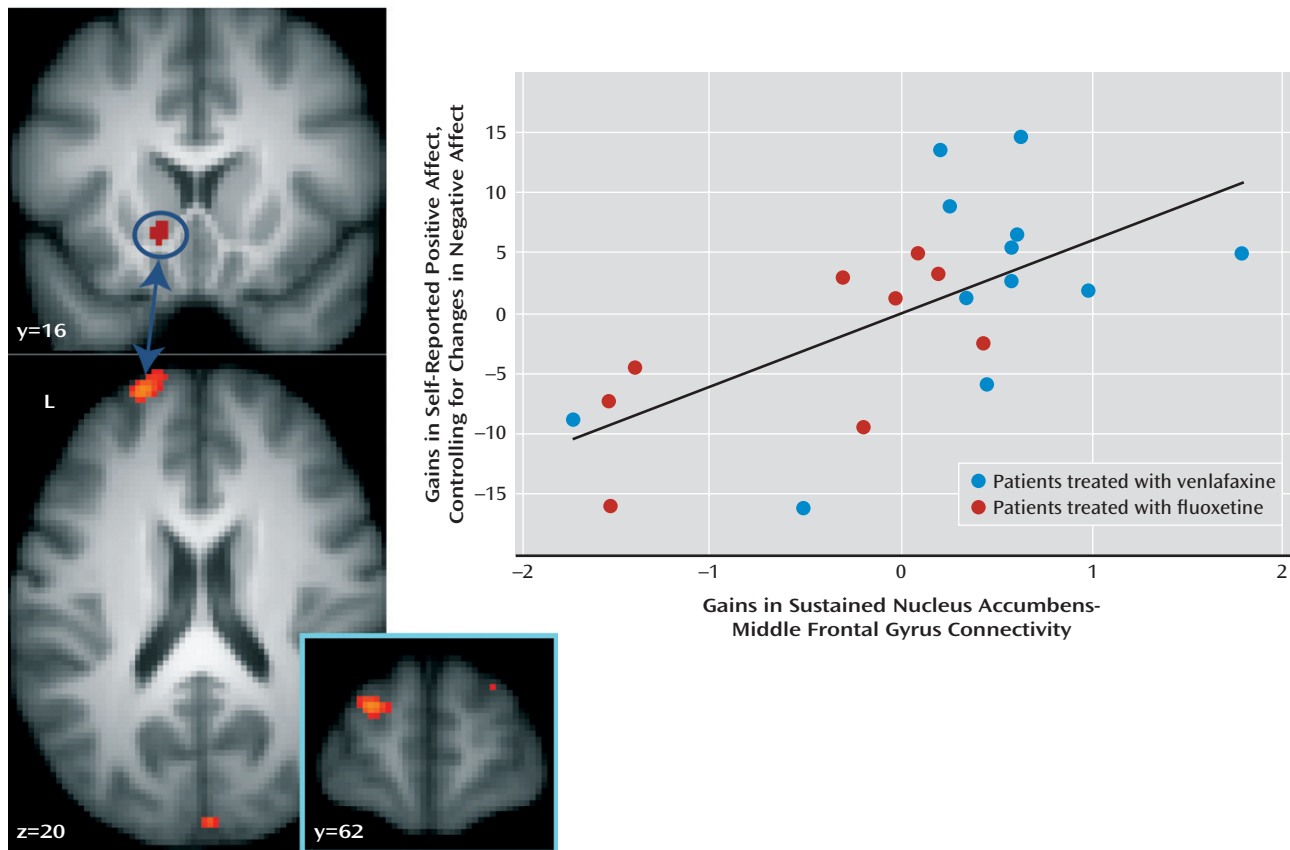 y=16
L
z=20
y=62
Gains in Self-Reported Positive Affect,
Controlling for Changes in Negative Affect
15
10
5
0
−5
−10
−15
Patients treated with venlafaxine
Patients treated with fluoxetine
−2
−1
0
1
2
Gains in Sustained Nucleus Accumbens-
Middle Frontal Gyrus Connectivity